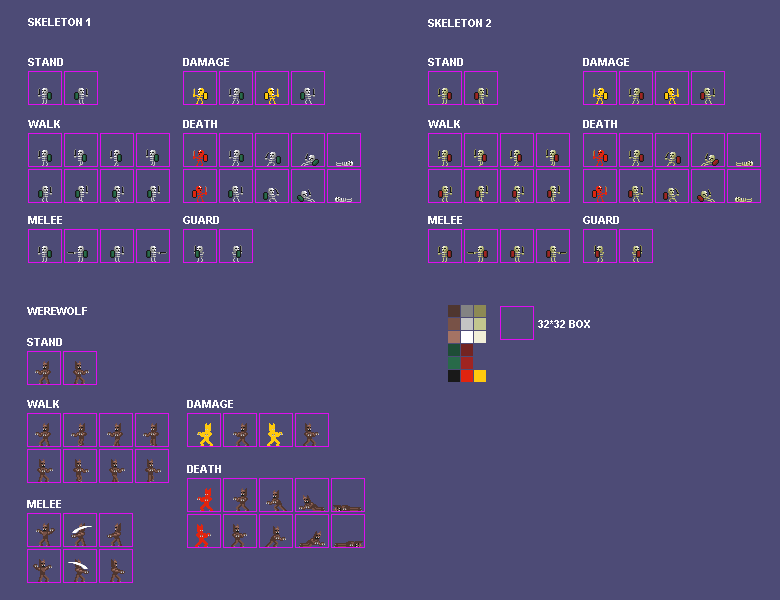 SKELETON 1
STAND
DAMAGE
WALK
DEATH
MELEE
GUARD
SKELETON 2
STAND
DAMAGE
WALK
DEATH
MELEE
GUARD
WEREWOLF
STAND
WALK
DAMAGE
DEATH
MELEE
32*32 BOX